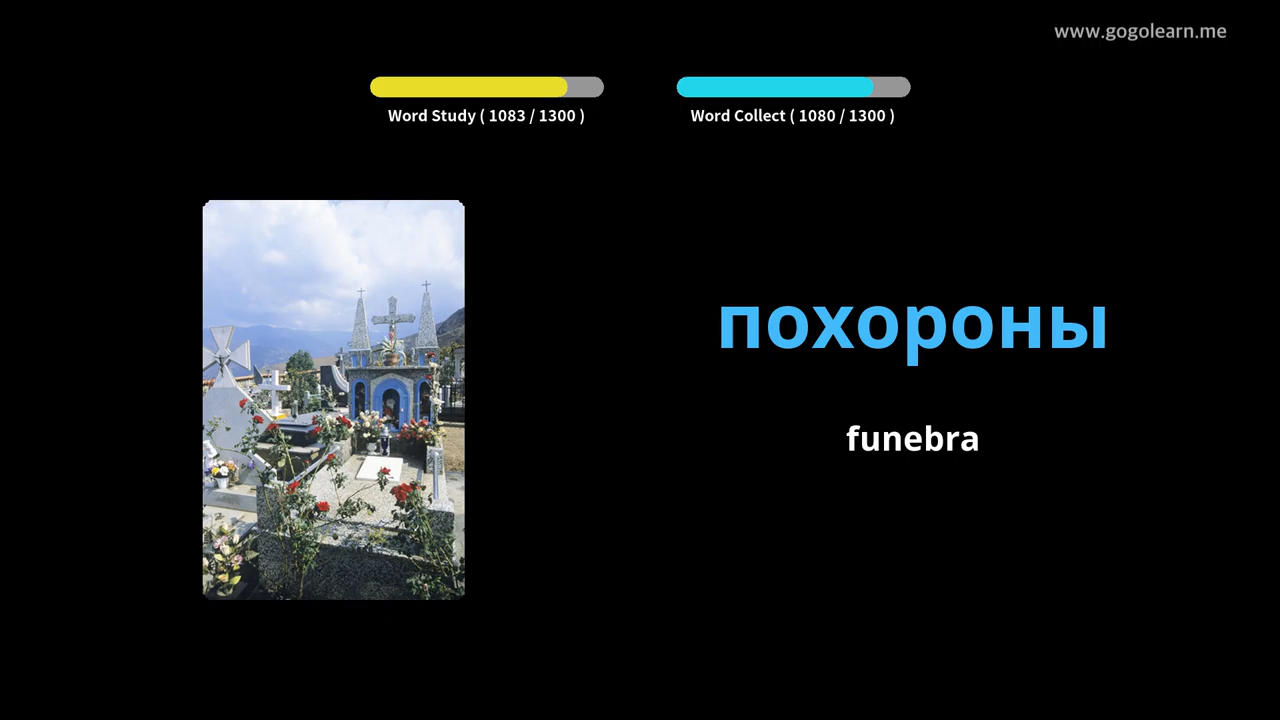 www.gogolearn.me
Word Study ( 1083 / 1300 )
Word Collect ( 1080 / 1300 )
похороны
funebra